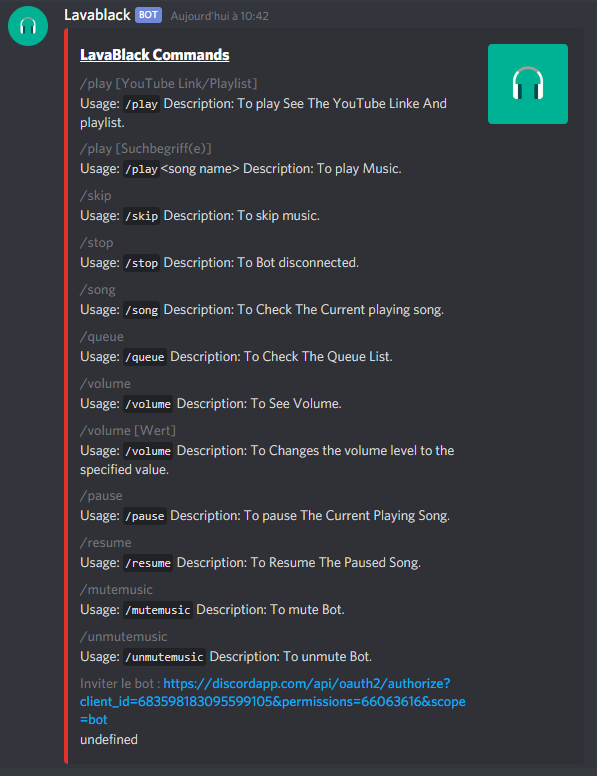 Lavablack BOT Aujourd'hui à 10:42
LavaBlack Commands
/play [YouTube Link/Playlist]
Usage: /play Description: To play See The YouTube Linke And
playlist.
/play [Suchbegriff(e)]
Usage: /play<song name> Description: To play Music.
/skip
Usage: /skip Description: To skip music.
/stop
Usage: /stop Description: To Bot disconnected.
/song
Usage: /song Description: To Check The Current playing song.
/queue
Usage: /queue Description: To Check The Queue List.
/volume
Usage: /volume Description: To See Volume.
/volume [Wert]
Usage: /volume Description: To Changes the volume level to the
specified value.
/pause
Usage: /pause Description: To pause The Current Playing Song.
/resume
Usage: /resume Description: To Resume The Paused Song.
/mutemusic
Usage: /mutemusic Description: To mute Bot.
/unmutemusic
Usage: /unmutemusic Description: To unmute Bot.
Inviter le bot : https://discordapp.com/api/oauth2/authorize?
client_id=683598183095599105&permissions=66063616&scope
=bot
undefined